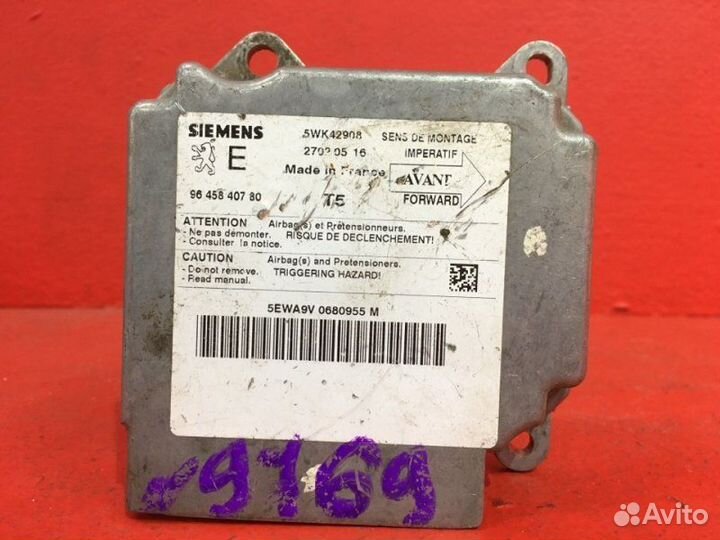 SIEMENS
5WK42908
SENS DE MONTAGE
E
2702 05 16
IMPERATIF
Made in France
AVANT
96 458 407 80
T5
FORWARD
ATTENTION Airbag(s) et Prétensionneurs.
- Ne pas démonter. RISQUE DE DECLENCHEMENT!
- Consulter la notice.
CAUTION Airbag(s) and Pretensioners.
- Do not remove. TRIGGERING HAZARD!
- Read manual.
5EWA9V 0680955 M
9169
Avito